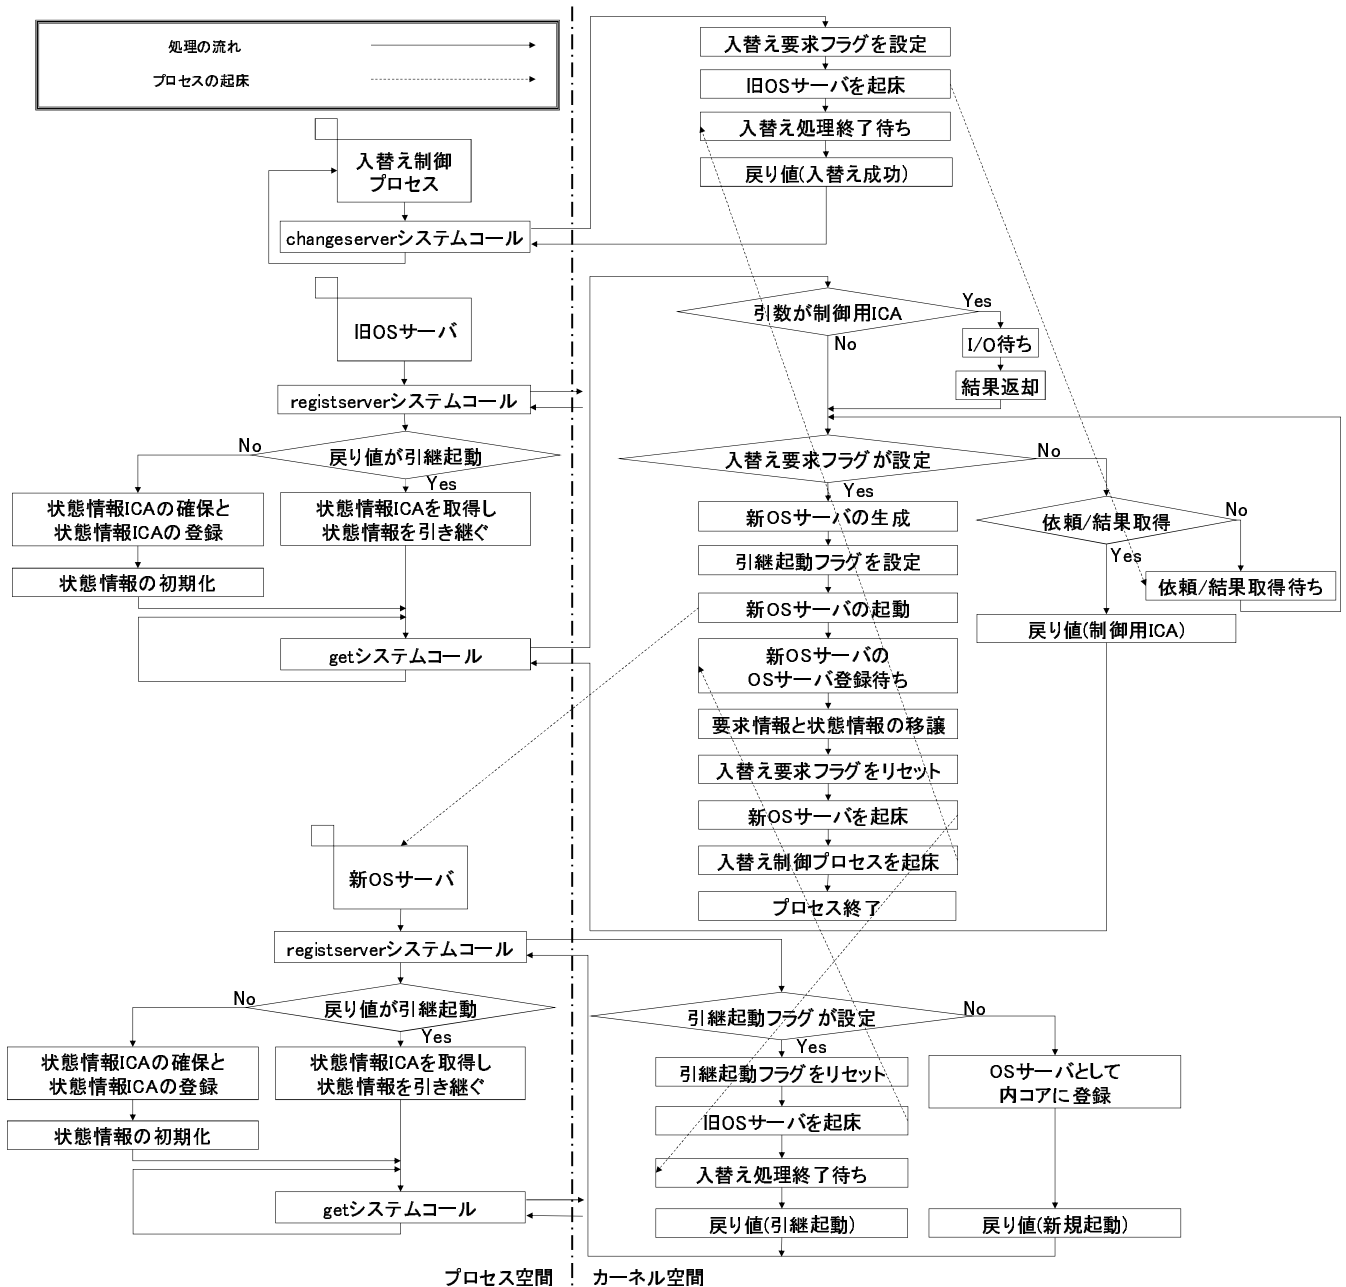 処理の流れ
プロセスの起床
入替え制御
プロセス
changeserverシステムコール
入替え要求フラグを設定
旧OSサーバを起床
入替え処理終了待ち
戻り値(入替え成功)
旧OSサーバ
registserverシステムコール
戻り値が引継起動
No
Yes
状態情報ICAの確保と
状態情報ICAの登録
状態情報の初期化
状態情報ICAを取得し
状態情報を引き継ぐ
getシステムコール
引数が制御用ICA
Yes
No
I/O待ち
結果返却
入替え要求フラグが設定
No
Yes
依頼/結果取得
No
Yes
依頼/結果取得待ち
戻り値(制御用ICA)
新OSサーバの生成
引継起動フラグを設定
新OSサーバの起動
新OSサーバの
OSサーバ登録待ち
要求情報と状態情報の移譲
入替え要求フラグをリセット
新OSサーバを起床
入替え制御プロセスを起床
プロセス終了
新OSサーバ
registserverシステムコール
戻り値が引継起動
No
Yes
状態情報ICAの確保と
状態情報ICAの登録
状態情報の初期化
状態情報ICAを取得し
状態情報を引き継ぐ
getシステムコール
引継起動フラグが設定
No
Yes
引継起動フラグをリセット
旧OSサーバを起床
入替え処理終了待ち
戻り値(引継起動)
OSサーバとして
内コアに登録
戻り値(新規起動)
プロセス空間
カーネル空間